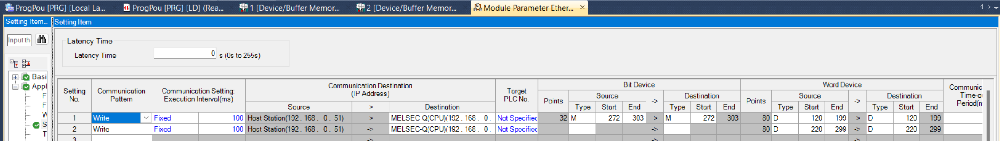 ProgPou [PRG] [Local La... ProgPou [PRG] [LD] (Rea... 1 [Device/Buffer Memor... 2 [Device/Buffer Memor... Module Parameter Ether... ×
Setting Item... Setting Item
Input th
Latency Time
Latency Time 0 s (0s to 255s)
Basi
Appl
F
F
W
S
T
Setting No. Communication Pattern Communication Setting: Execution Interval(ms) Communication Destination (IP Address) Target PLC No. Bit Device Word Device Communic Time-ou Period(m
Source -> Destination Points Source -> Destination Points Source -> Destination
Type Start End Type Start End Type Start End Type Start End
1 Write Fixed 100 Host Station(192 . 168 . 0 . 51) -> MELSEC-Q(CPU)(192 . 168 . 0 . Not Specified 32 M 272 303 -> M 272 303 80 D 120 199 -> D 120 199
2 Write Fixed 100 Host Station(192 . 168 . 0 . 51) -> MELSEC-Q(CPU)(192 . 168 . 0 . Not Specified -> 80 D 220 299 -> D 220 299
3 -> -> ->